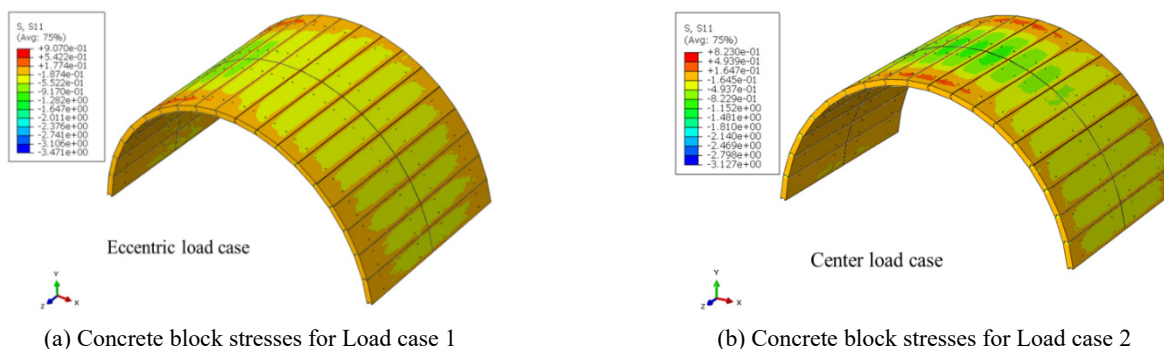 S, S11
(Avg: 75%)
+9.070e-01
+5.422e-01
+1.774e-01
-1.874e-01
-5.522e-01
-9.170e-01
-1.282e+00
-1.647e+00
-2.011e+00
-2.376e+00
-2.741e+00
-3.106e+00
-3.471e+00
Eccentric load case
Y
Z
X
(a) Concrete block stresses for Load case 1
S, S11
(Avg: 75%)
+8.230e-01
+4.939e-01
+1.647e-01
-1.645e-01
-4.937e-01
-8.229e-01
-1.152e+00
-1.481e+00
-1.810e+00
-2.140e+00
-2.469e+00
-2.798e+00
-3.127e+00
Center load case
Y
Z
X
(b) Concrete block stresses for Load case 2